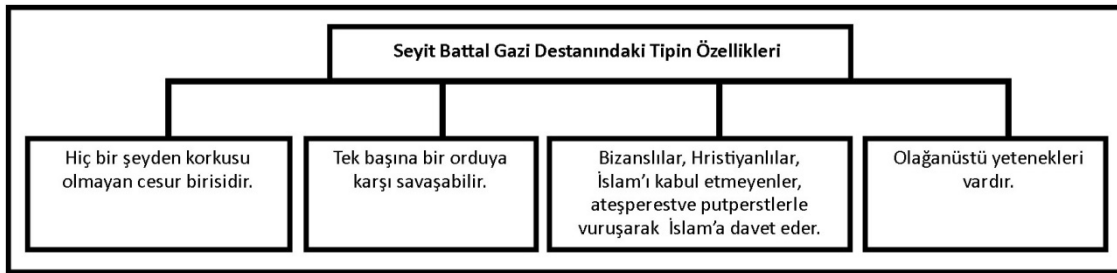 Seyit Battal Gazi Destanındaki Tipin Özellikleri
Hiç bir şeyden korkusu
olmayan cesur birisidir.
Tek başına bir orduya
karşı savaşabilir.
Bizanslılar, Hristiyanlılar,
İslam’ı kabul etmeyenler,
ateşperestve putperstlerle
vuruşarak İslam’a davet eder.
Olağanüstü yetenekleri
vardır.